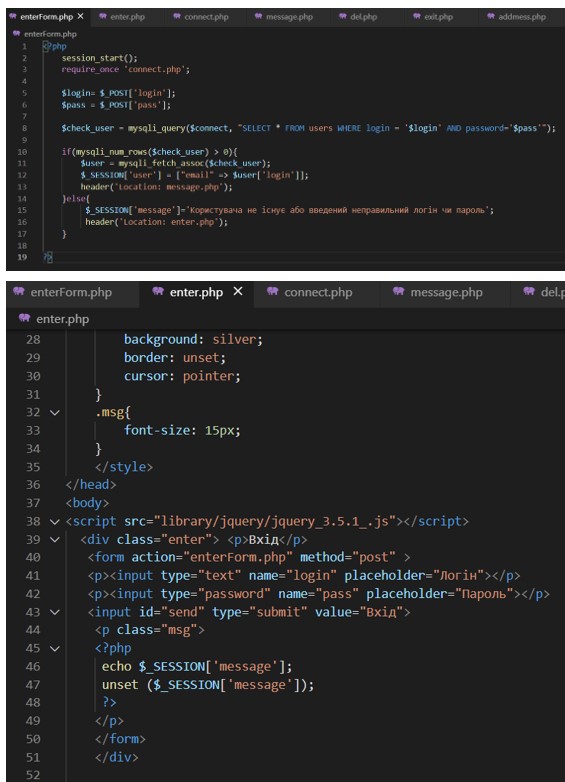 enterForm.php × enter.php connect.php message.php del.php exit.php addmess.php
enterForm.php
1 <?php
2 session_start();
3 require_once 'connect.php';
4
5 $login= $_POST['login'];
6 $pass = $_POST['pass'];
7
8 $check_user = mysqli_query($connect, "SELECT * FROM users WHERE login = '$login' AND password='$pass'");
9
10 if(mysqli_num_rows($check_user) > 0){
11 $user = mysqli_fetch_assoc($check_user);
12 $_SESSION['user'] = ["email" => $user['login']];
13 header('Location: message.php');
14 }else{
15 $_SESSION['message']='Користувача не існує або введений неправильний логін чи пароль';
16 header('Location: enter.php');
17 }
18
19 ?>
enterForm.php enter.php × connect.php message.php del.p
enter.php
28 background: silver;
29 border: unset;
30 cursor: pointer;
31 }
32 .msg{
33 font-size: 15px;
34 }
35 </style>
36 </head>
37 <body>
38 <script src="library/jquery/jquery_3.5.1_.js"></script>
39 <div class="enter"> <p>Вхід</p>
40 <form action="enterForm.php" method="post" >
41 <p><input type="text" name="login" placeholder="Логін"></p>
42 <p><input type="password" name="pass" placeholder="Пароль"></p>
43 <input id="send" type="submit" value="Вхід">
44 <p class="msg">
45 <?php
46 echo $_SESSION['message'];
47 unset ($_SESSION['message']);
48 ?>
49 </p>
50 </form>
51 </div>
52